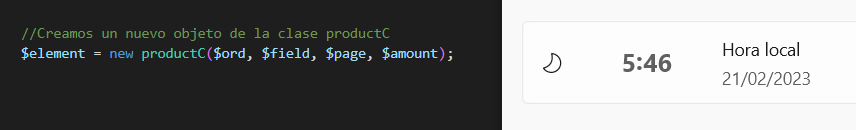 //Creamos un nuevo objeto de la clase productC
$element = new productC($ord, $field, $page, $amount);
5:46
Hora local
21/02/2023